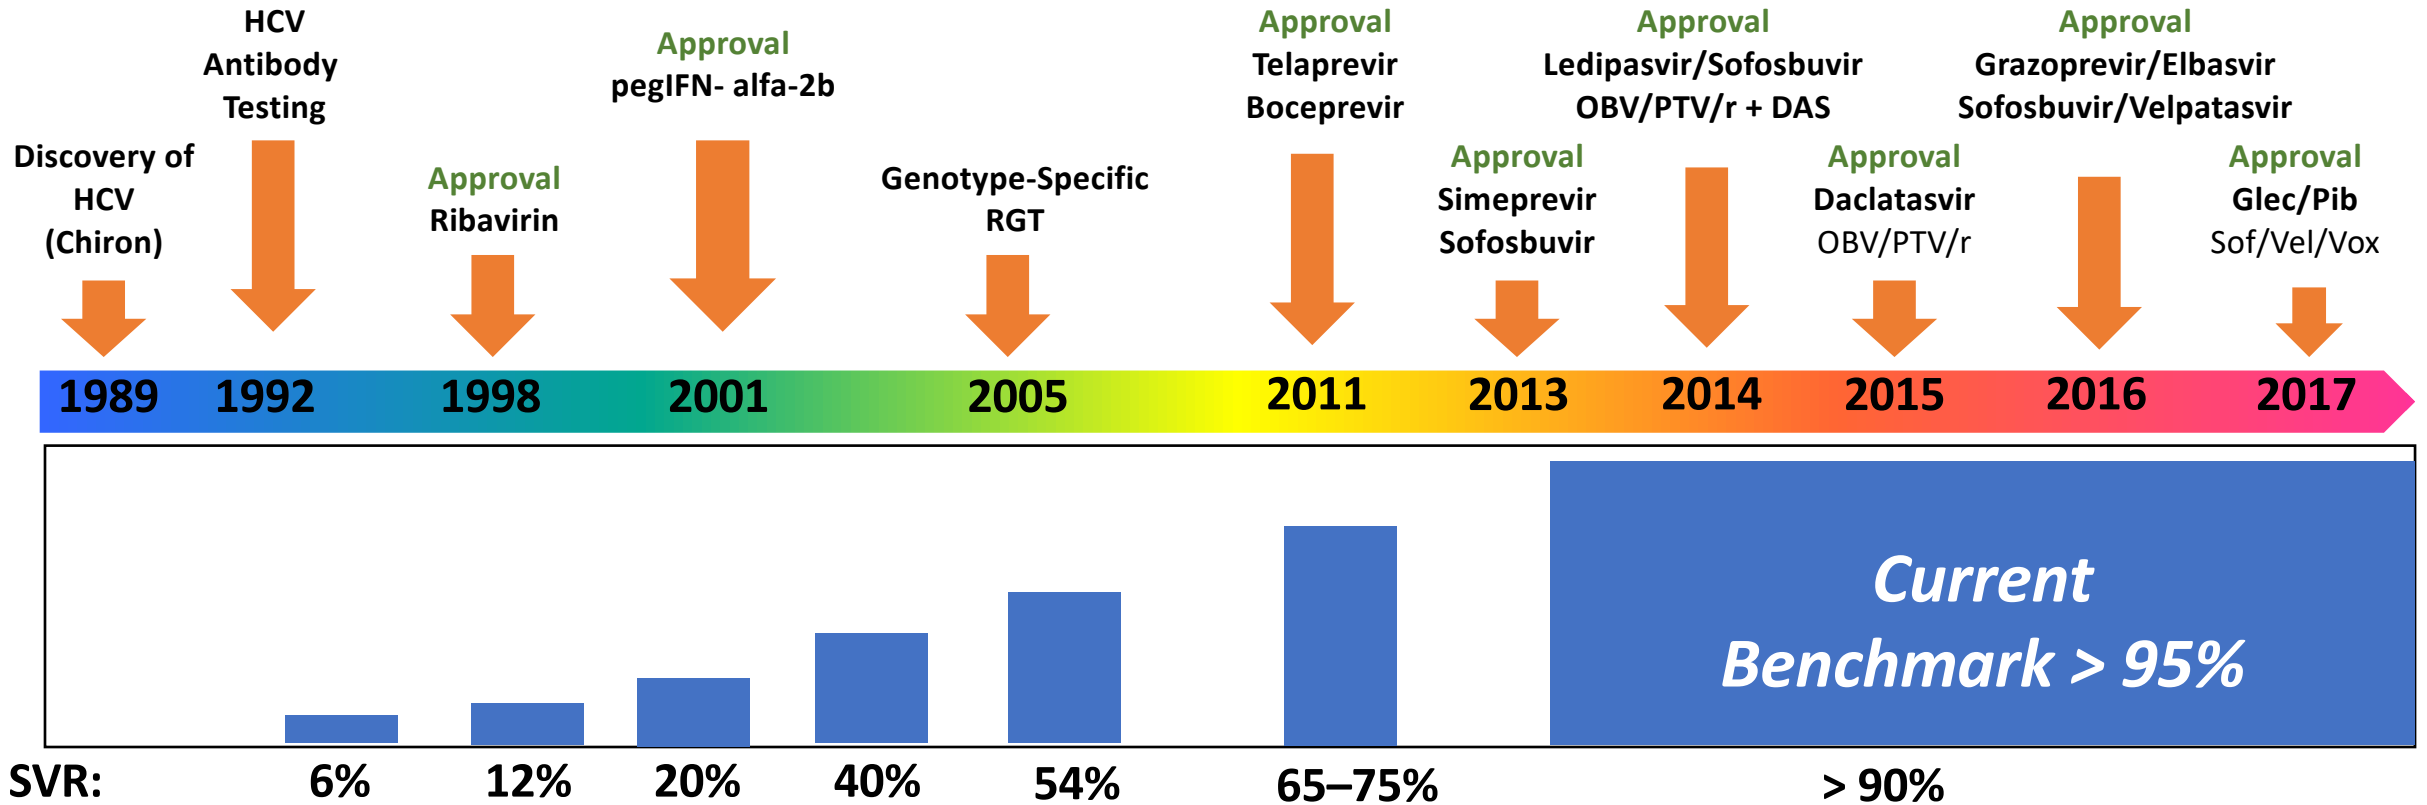 Discovery of
HCV
(Chiron)
HCV
Antibody
Testing
Approval
Ribavirin
Approval
pegIFN- alfa-2b
Genotype-Specific
RGT
Approval
Telaprevir
Boceprevir
Approval
Simeprevir
Sofosbuvir
Approval
Ledipasvir/Sofosbuvir
OBV/PTV/r + DAS
Approval
Daclatasvir
OBV/PTV/r
Approval
Grazoprevir/Elbasvir
Sofosbuvir/Velpatasvir
Approval
Glec/Pib
Sof/Vel/Vox
1989 1992 1998 2001 2005 2011 2013 2014 2015 2016 2017
Current
Benchmark > 95%
SVR: 6% 12% 20% 40% 54% 65–75% > 90%